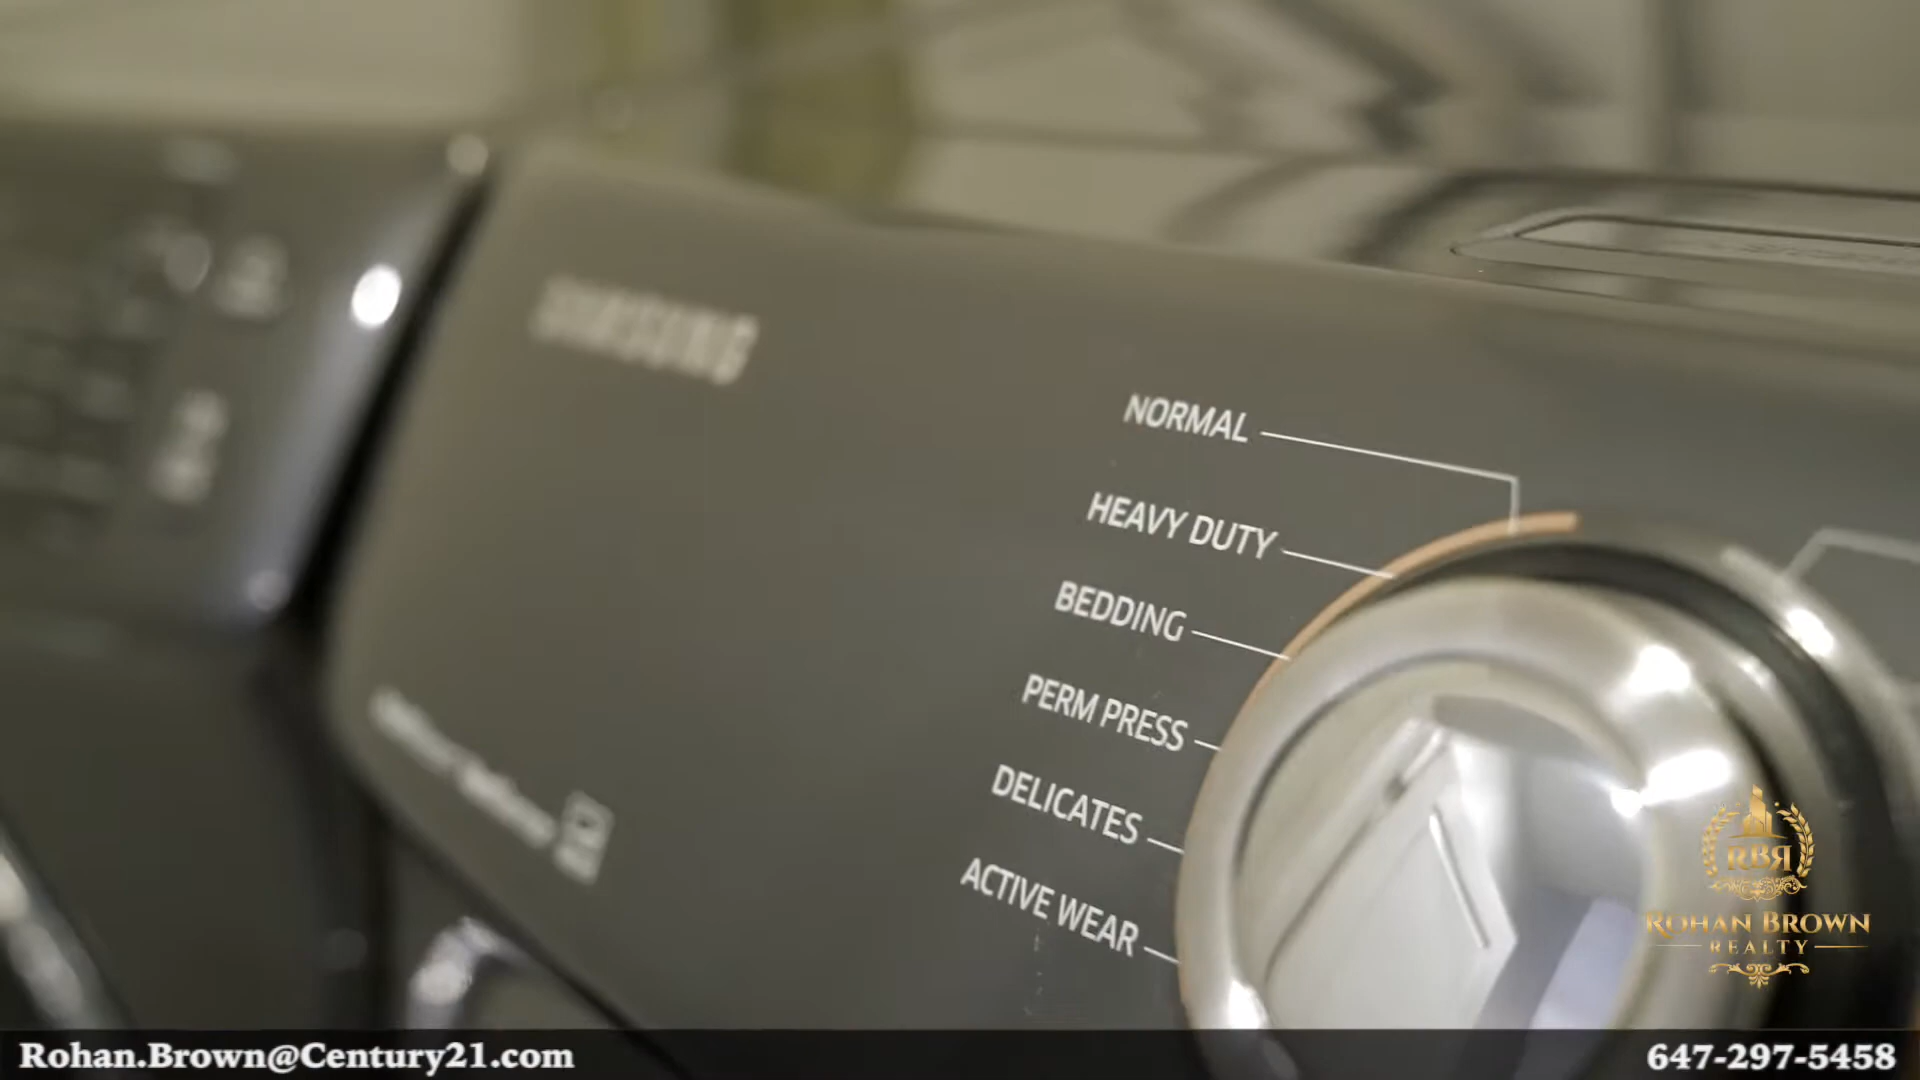 SAMSUNG
NORMAL
HEAVY DUTY
BEDDING
PERM PRESS
DELICATES
ACTIVE WEAR
RBR
ROHAN BROWN
REALTY
Rohan.Brown@Century21.com
647-297-5458